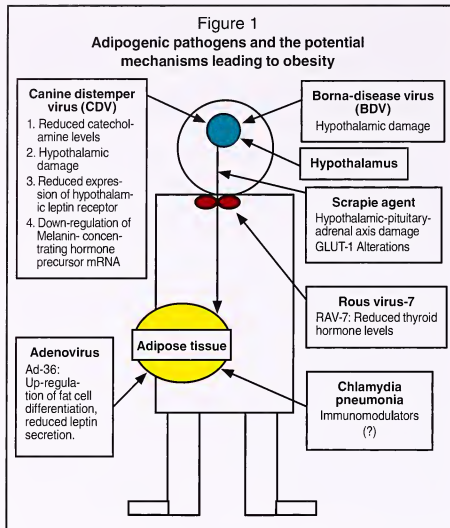 Figure 1
Adipogenic pathogens and the potential
mechanisms leading to obesity
Canine distemper
virus (CDV)
1. Reduced catechol-
amine levels
2. Hypothalamic
damage
3. Reduced expres-
sion of hypothalam-
ic leptin receptor
4. Down-regulation of
Melanin- concen-
trating hormone
precursor mRNA
Borna-disease virus
(BDV)
Hypothalamic damage
Hypothalamus
Scrapie agent
Hypothalamic-pituitary-
adrenal axis damage
GLUT-1 Alterations
Rous virus-7
RAV-7: Reduced thyroid
hormone levels
Adipose tissue
Adenovirus
Ad-36:
Up-regula-
tion of fat cell
differentiation,
reduced leptin
secretion.
Chlamydia
pneumonia
Immunomodulators
(?)